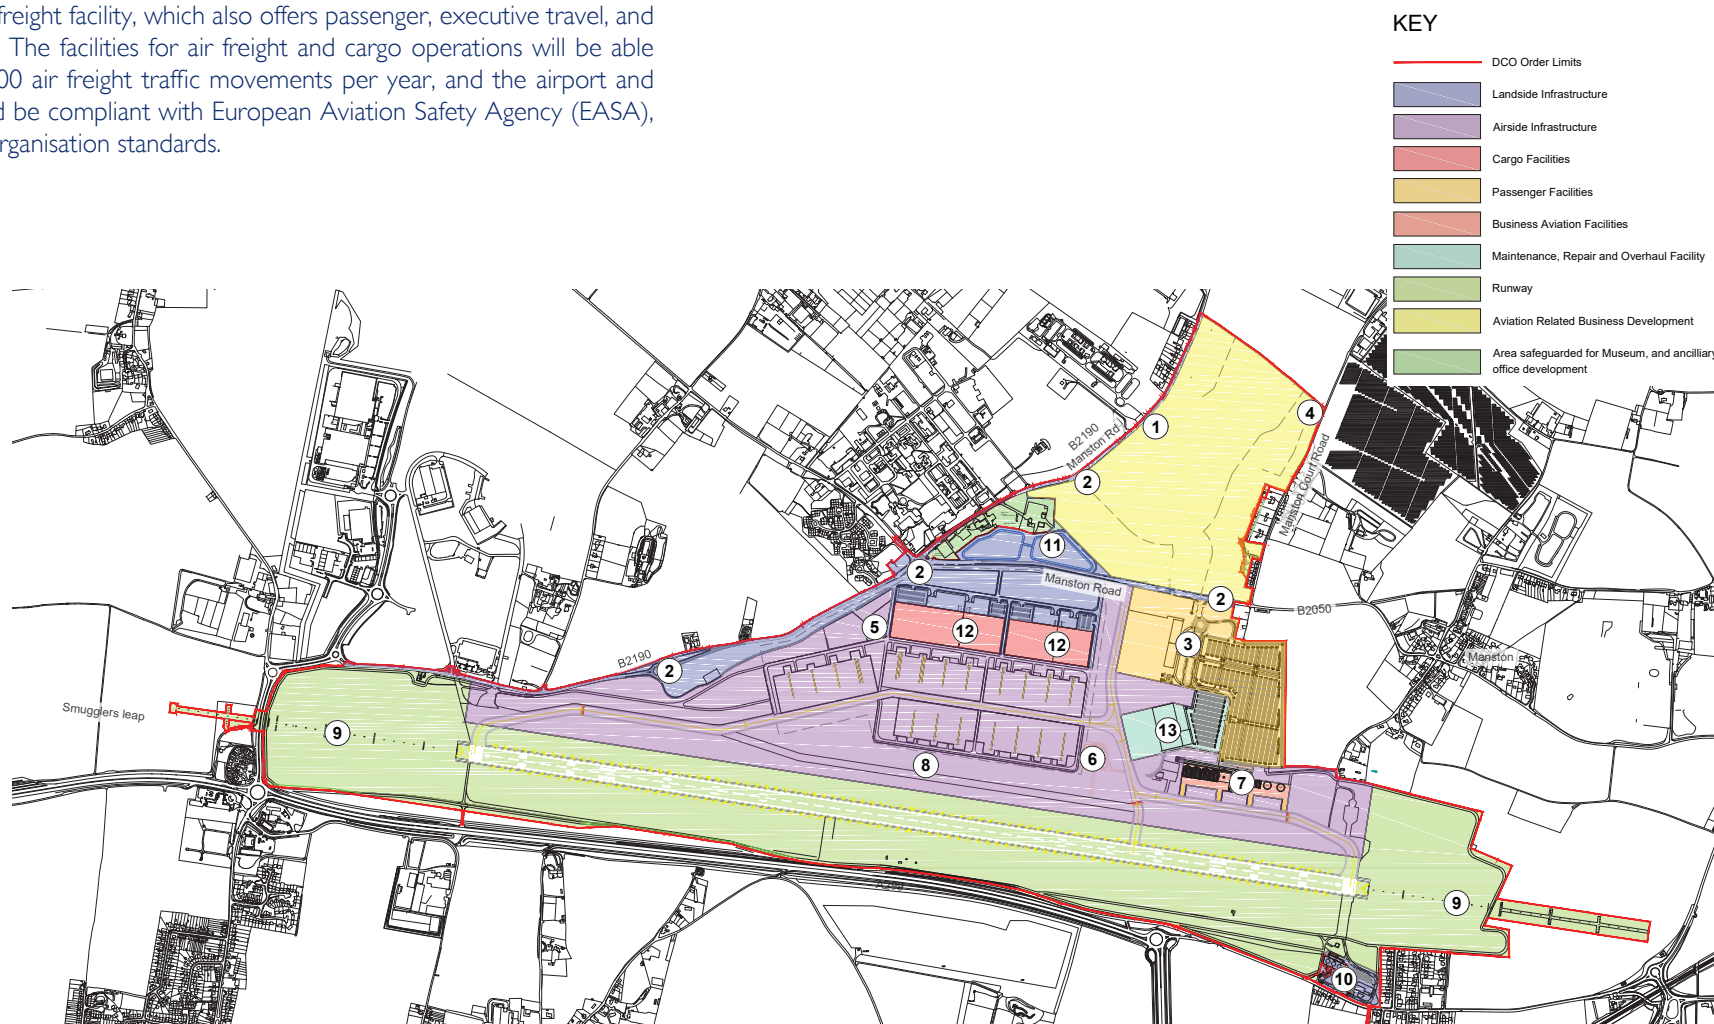 freight facility, which also offers passenger, executive travel, and
The facilities for air freight and cargo operations will be able
00 air freight traffic movements per year, and the airport and
d be compliant with European Aviation Safety Agency (EASA),
rganisation standards.
KEY
DCO Order Limits
Landside Infrastructure
Airside Infrastructure
Cargo Facilities
Passenger Facilities
Business Aviation Facilities
Maintenance, Repair and Overhaul Facility
Runway
Aviation Related Business Development
Area safeguarded for Museum, and ancilliary
office development
4
1
B2190
Manston Rd
2
Manston Court Road
11
2
Manston Road
2
B2050
5
12
12
3
Manston
B2190
2
Smugglers leap
9
13
6
8
7
A299
9
10